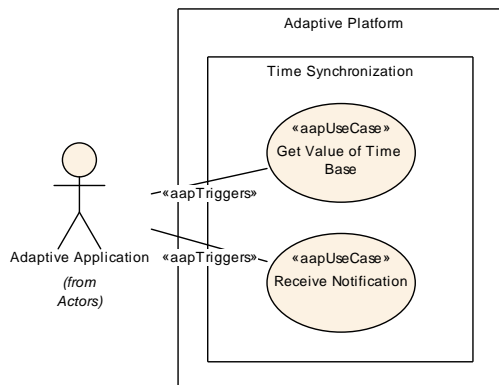 Adaptive Platform
Time Synchronization
«aapUseCase»
Get Value of Time
Base
«aapTriggers»
Adaptive Application
(from
Actors)
«aapTriggers»
«aapUseCase»
Receive Notification